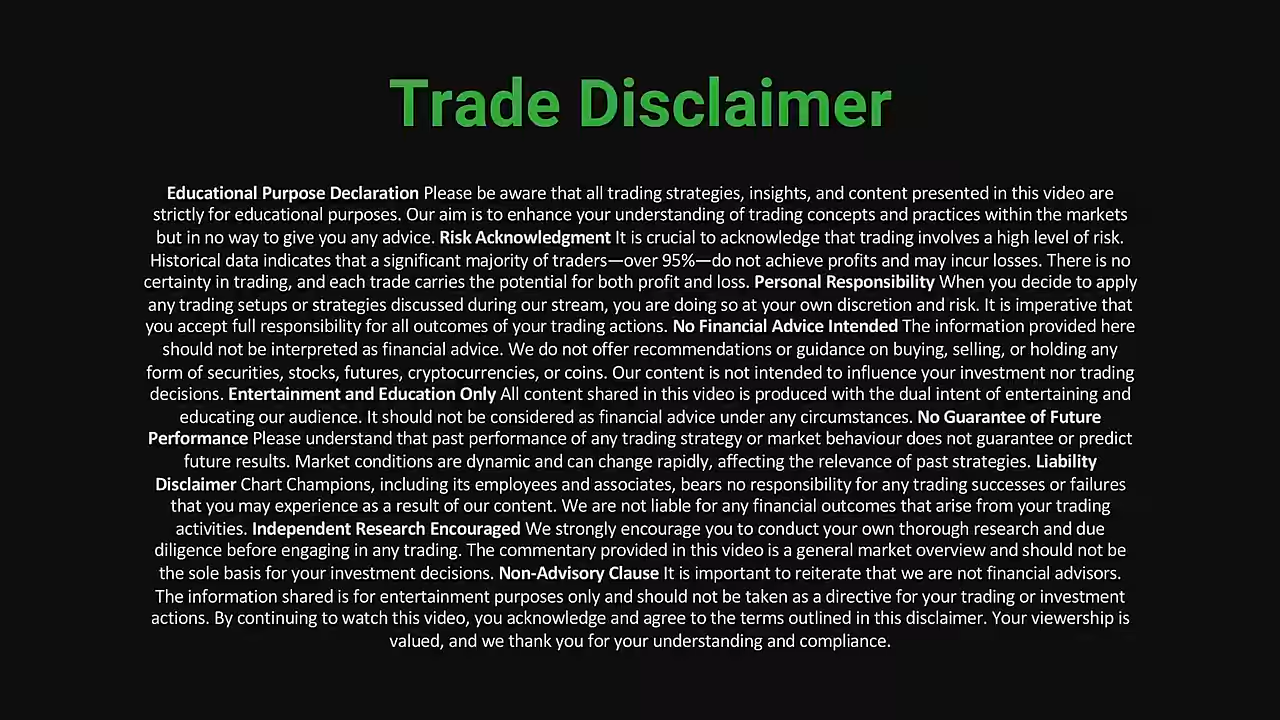 Trade Disclaimer
Educational Purpose Declaration Please be aware that all trading strategies, insights, and content presented in this video are
strictly for educational purposes. Our aim is to enhance your understanding of trading concepts and practices within the markets
but in no way to give you any advice. Risk Acknowledgment It is crucial to acknowledge that trading involves a high level of risk.
Historical data indicates that a significant majority of traders—over 95%—do not achieve profits and may incur losses. There is no
certainty in trading, and each trade carries the potential for both profit and loss. Personal Responsibility When you decide to apply
any trading setups or strategies discussed during our stream, you are doing so at your own discretion and risk. It is imperative that
you accept full responsibility for all outcomes of your trading actions. No Financial Advice Intended The information provided here
should not be interpreted as financial advice. We do not offer recommendations or guidance on buying, selling, or holding any
form of securities, stocks, futures, cryptocurrencies, or coins. Our content is not intended to influence your investment nor trading
decisions. Entertainment and Education Only All content shared in this video is produced with the dual intent of entertaining and
educating our audience. It should not be considered as financial advice under any circumstances. No Guarantee of Future
Performance Please understand that past performance of any trading strategy or market behaviour does not guarantee or predict
future results. Market conditions are dynamic and can change rapidly, affecting the relevance of past strategies. Liability
Disclaimer Chart Champions, including its employees and associates, bears no responsibility for any trading successes or failures
that you may experience as a result of our content. We are not liable for any financial outcomes that arise from your trading
activities. Independent Research Encouraged We strongly encourage you to conduct your own thorough research and due
diligence before engaging in any trading. The commentary provided in this video is a general market overview and should not be
the sole basis for your investment decisions. Non-Advisory Clause It is important to reiterate that we are not financial advisors.
The information shared is for entertainment purposes only and should not be taken as a directive for your trading or investment
actions. By continuing to watch this video, you acknowledge and agree to the terms outlined in this disclaimer. Your viewership is
valued, and we thank you for your understanding and compliance.